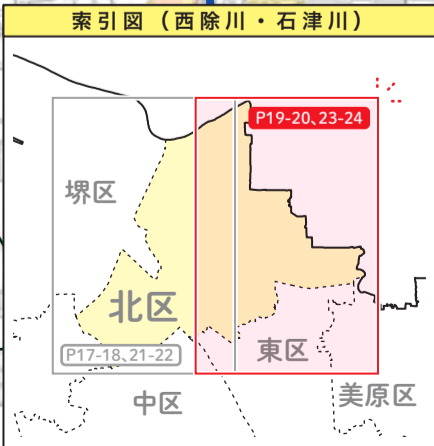 索引図（西除川・石津川）
P19-20、23-24
堺区
北区
P17-18、21-22
東区
中区
美原区